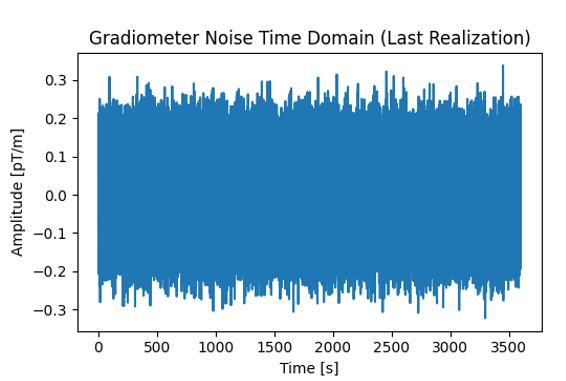 Gradiometer Noise Time Domain (Last Realization)
Amplitude [pT/m]
0.3
0.2
0.1
0.0
−0.1
−0.2
−0.3
0 500 1000 1500 2000 2500 3000 3500
Time [s]